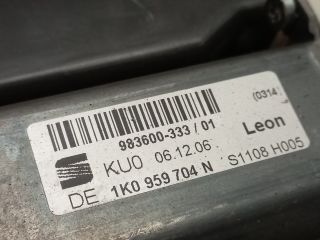 983600-333 / 01
(0314
Leon
KU0 06.12.06
S1108 H005
DE 1K0 959 704 N